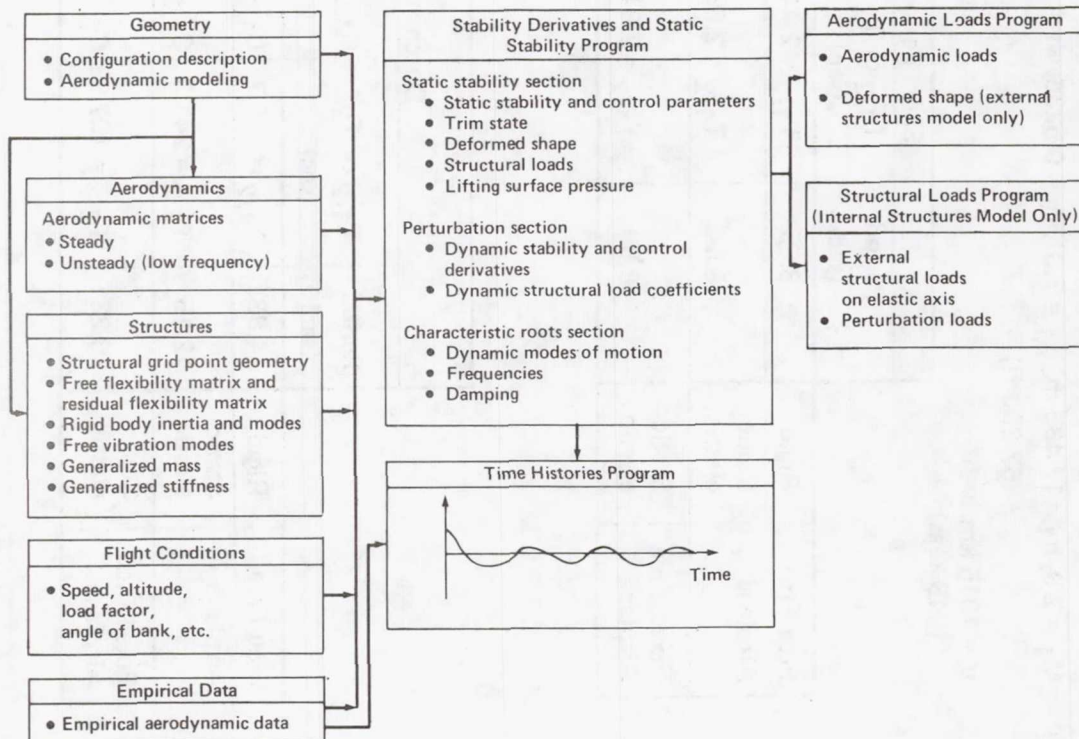 Geometry
• Configuration description
• Aerodynamic modeling
Aerodynamics
Aerodynamic matrices
• Steady
• Unsteady (low frequency)
Structures
• Structural grid point geometry
• Free flexibility matrix and
residual flexibility matrix
• Rigid body inertia and modes
• Free vibration modes
• Generalized mass
• Generalized stiffness
Flight Conditions
• Speed, altitude,
load factor,
angle of bank, etc.
Empirical Data
• Empirical aerodynamic data
Stability Derivatives and Static
Stability Program
Static stability section
• Static stability and control parameters
• Trim state
• Deformed shape
• Structural loads
• Lifting surface pressure
Perturbation section
• Dynamic stability and control
derivatives
• Dynamic structural load coefficients
Characteristic roots section
• Dynamic modes of motion
• Frequencies
• Damping
Time Histories Program
Time
Aerodynamic Loads Program
• Aerodynamic loads
• Deformed shape (external
structures model only)
Structural Loads Program
(Internal Structures Model Only)
• External
structural loads
on elastic axis
• Perturbation loads